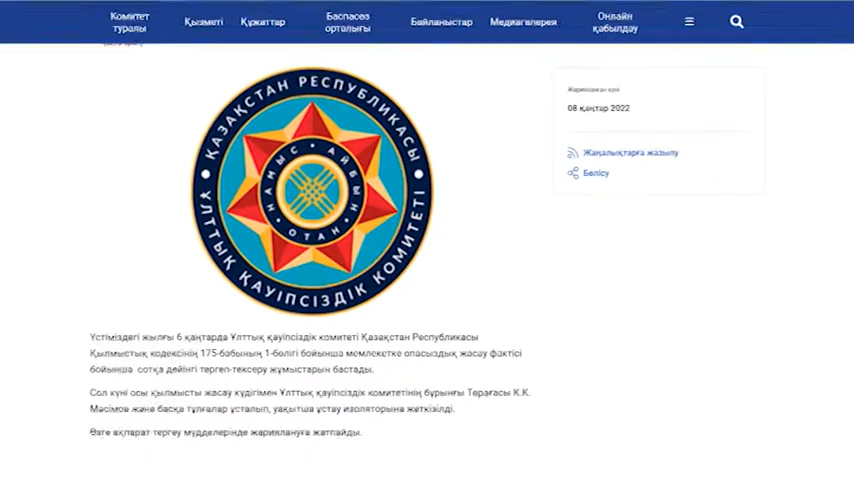 Комитет туралы
Қызметі
Құжаттар
Баспасөз орталығы
Байланыстар
Медиагалерея
Онлайн қабылдау
ҚАЗАҚСТАН РЕСПУБЛИКАСЫ
ҰЛТТЫҚ ҚАУІПСІЗДІК КОМИТЕТІ
НАМЫС • АЙБЫН • ОТАН •
08 қаңтар 2022
Жаңалықтарға жазылу
Бөлісу
Үстіміздегі жылғы 6 қаңтарда Ұлттық қауіпсіздік комитеті Қазақстан Республикасы
Қылмыстық кодексінің 175-бабының 1-бөлігі бойынша мемлекетке опасыздық жасау фактісі
бойынша сотқа дейінгі тергеп-тексеру жұмыстарын бастады.
Сол күні осы қылмысты жасау күдігімен Ұлттық қауіпсіздік комитетінің бұрынғы Төрағасы К.К.
Мәсімов және басқа тұлғалар ұсталып, уақытша ұстау изоляторына жеткізілді.
Өзге ақпарат тергеу мүдделерінде жариялануға жатпайды.